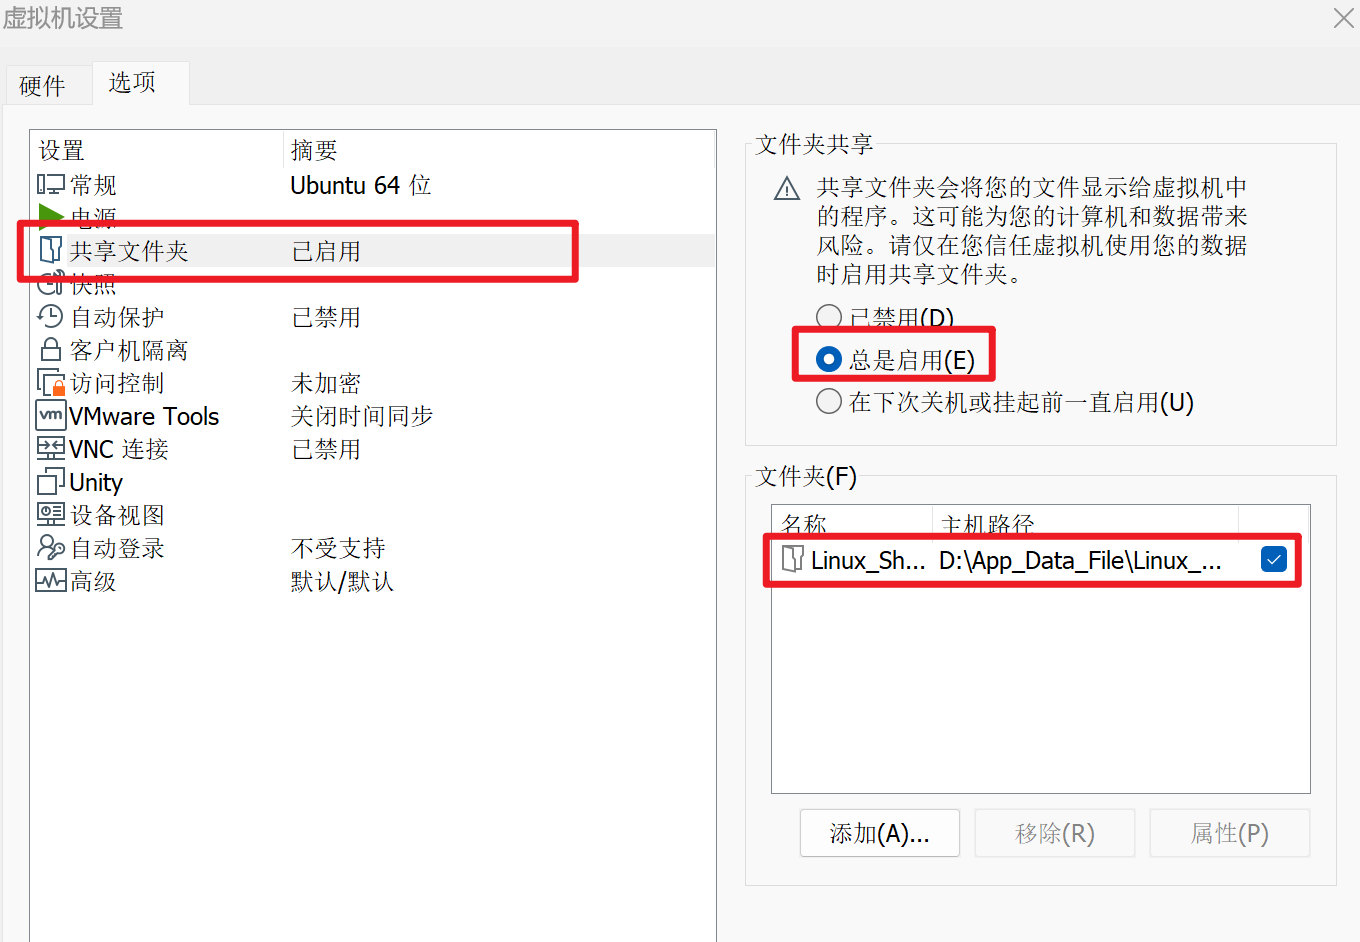 虚拟机设置
硬件
选项
设置 摘要
常规 Ubuntu 64 位
电源
共享文件夹 已启用
快照
自动保护 已禁用
客户机隔离
访问控制 未加密
vm VMware Tools 关闭时间同步
VNC 连接 已禁用
Unity
设备视图
自动登录 不受支持
高级 默认/默认
文件夹共享
共享文件夹会将您的文件显示给虚拟机中
的程序。这可能为您的计算机和数据带来
风险。请仅在您信任虚拟机使用您的数据
时启用共享文件夹。
已禁用(D)
总是启用(E)
在下次关机或挂起前一直启用(U)
文件夹(F)
名称 主机路径
Linux_Sh... D:\App_Data_File\Linux_...
添加(A)... 移除(R) 属性(P)